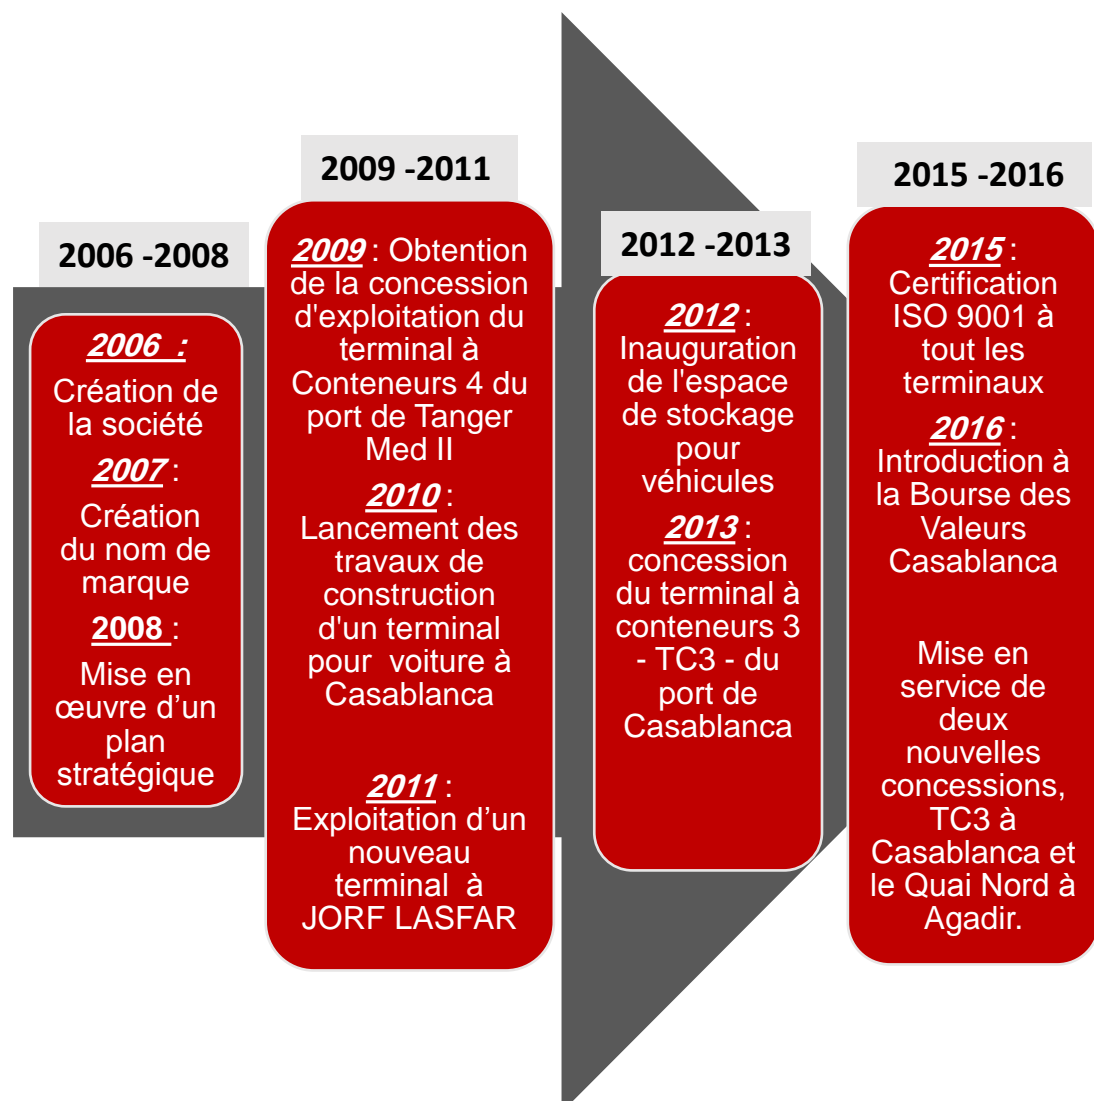 2006 -2008
2006 :
Création de
la société
2007 :
Création
du nom de
marque
2008 :
Mise en
œuvre d’un
plan
stratégique
2009 -2011
2009 : Obtention
de la concession
d'exploitation du
terminal à
Conteneurs 4 du
port de Tanger
Med II
2010 :
Lancement des
travaux de
construction
d'un terminal
pour voiture à
Casablanca
2011 :
Exploitation d’un
nouveau
terminal à
JORF LASFAR
2012 -2013
2012 :
Inauguration
de l'espace
de stockage
pour
véhicules
2013 :
concession
du terminal à
conteneurs 3
- TC3 - du
port de
Casablanca
2015 -2016
2015 :
Certification
ISO 9001 à
tout les
terminaux
2016 :
Introduction à
la Bourse des
Valeurs
Casablanca
Mise en
service de
deux
nouvelles
concessions,
TC3 à
Casablanca et
le Quai Nord à
Agadir.